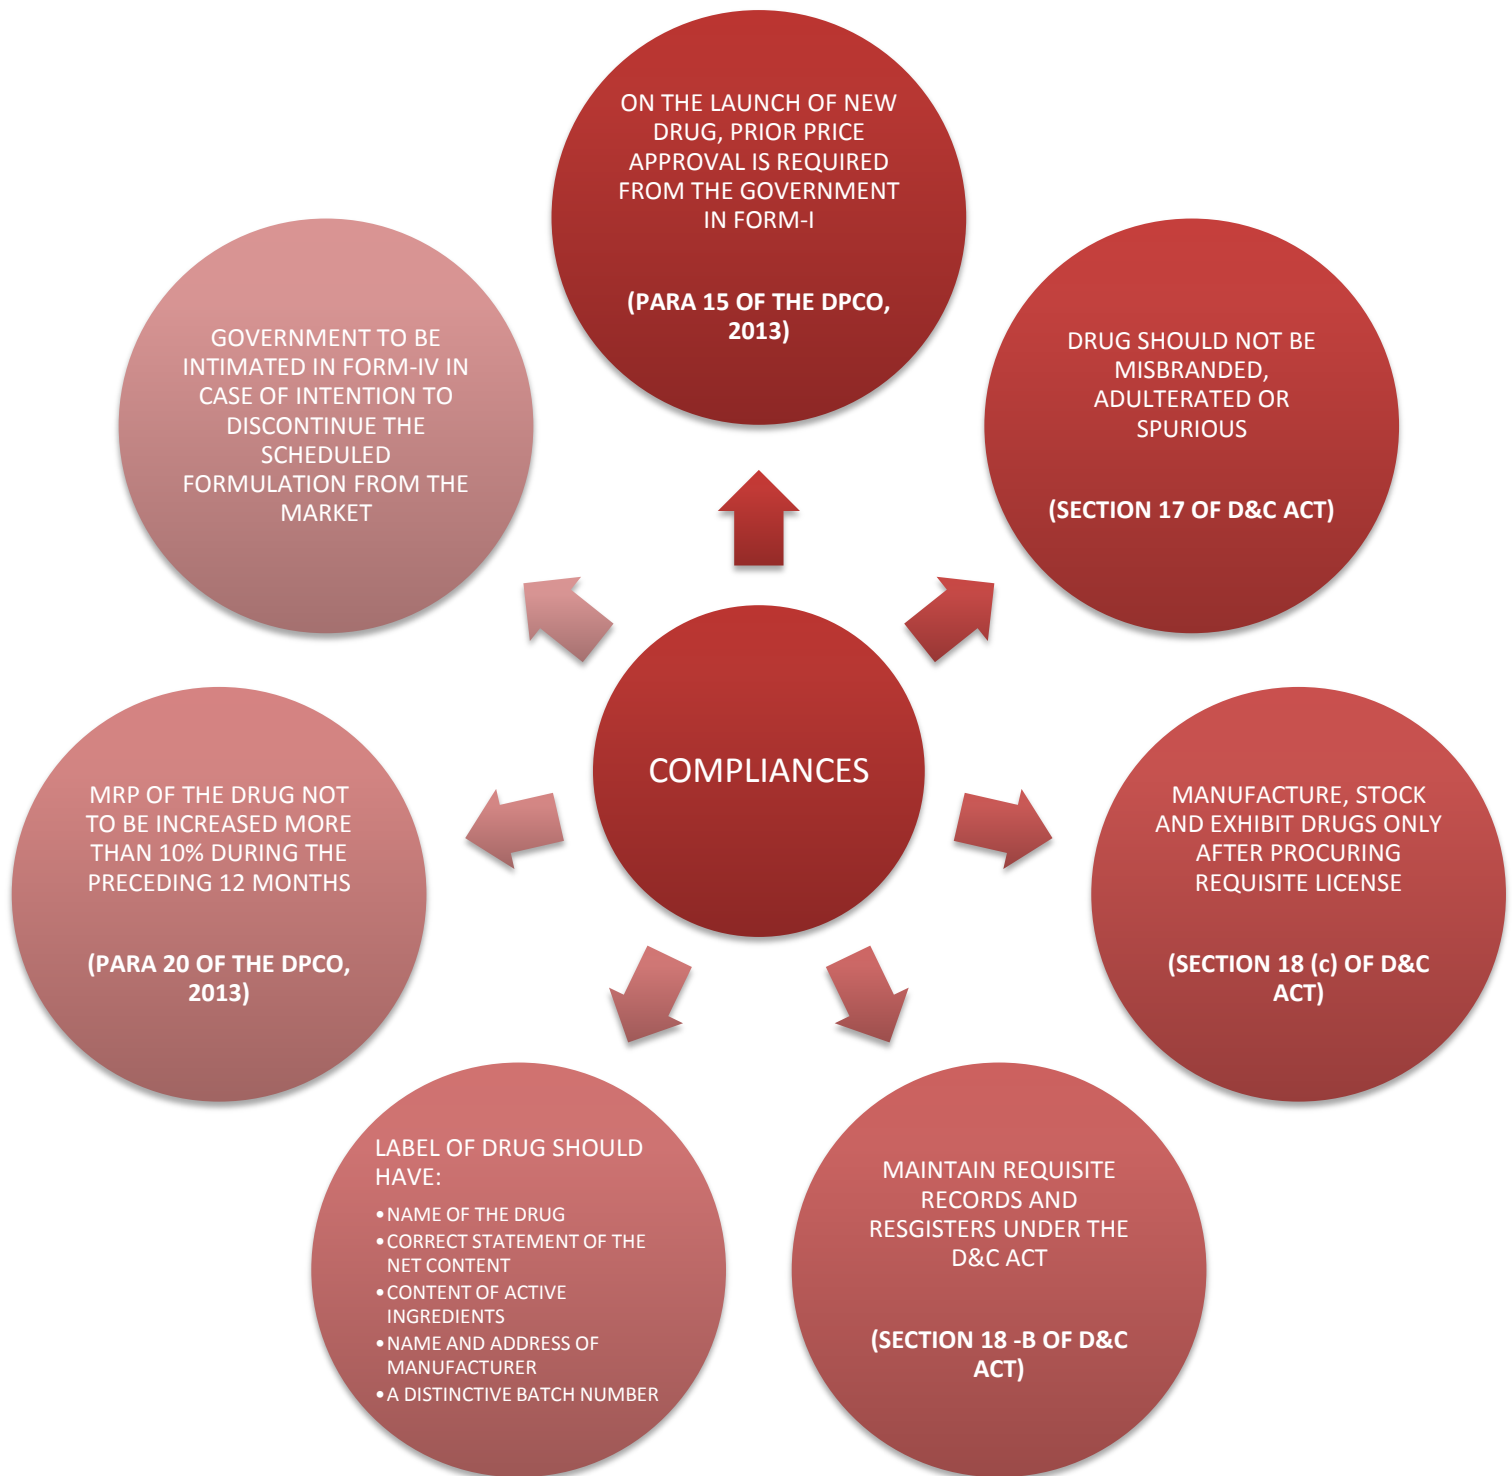 ON THE LAUNCH OF NEW
DRUG, PRIOR PRICE
APPROVAL IS REQUIRED
FROM THE GOVERNMENT
IN FORM-I
(PARA 15 OF THE DPCO,
2013)
DRUG SHOULD NOT BE
MISBRANDED,
ADULTERATED OR
SPURIOUS
(SECTION 17 OF D&C ACT)
MANUFACTURE, STOCK
AND EXHIBIT DRUGS ONLY
AFTER PROCURING
REQUISITE LICENSE
(SECTION 18 (c) OF D&C
ACT)
MAINTAIN REQUISITE
RECORDS AND
RESGISTERS UNDER THE
D&C ACT
(SECTION 18 -B OF D&C
ACT)
LABEL OF DRUG SHOULD
HAVE:
•NAME OF THE DRUG
•CORRECT STATEMENT OF THE
NET CONTENT
•CONTENT OF ACTIVE
INGREDIENTS
•NAME AND ADDRESS OF
MANUFACTURER
•A DISTINCTIVE BATCH NUMBER
MRP OF THE DRUG NOT
TO BE INCREASED MORE
THAN 10% DURING THE
PRECEDING 12 MONTHS
(PARA 20 OF THE DPCO,
2013)
GOVERNMENT TO BE
INTIMATED IN FORM-IV IN
CASE OF INTENTION TO
DISCONTINUE THE
SCHEDULED
FORMULATION FROM THE
MARKET
COMPLIANCES